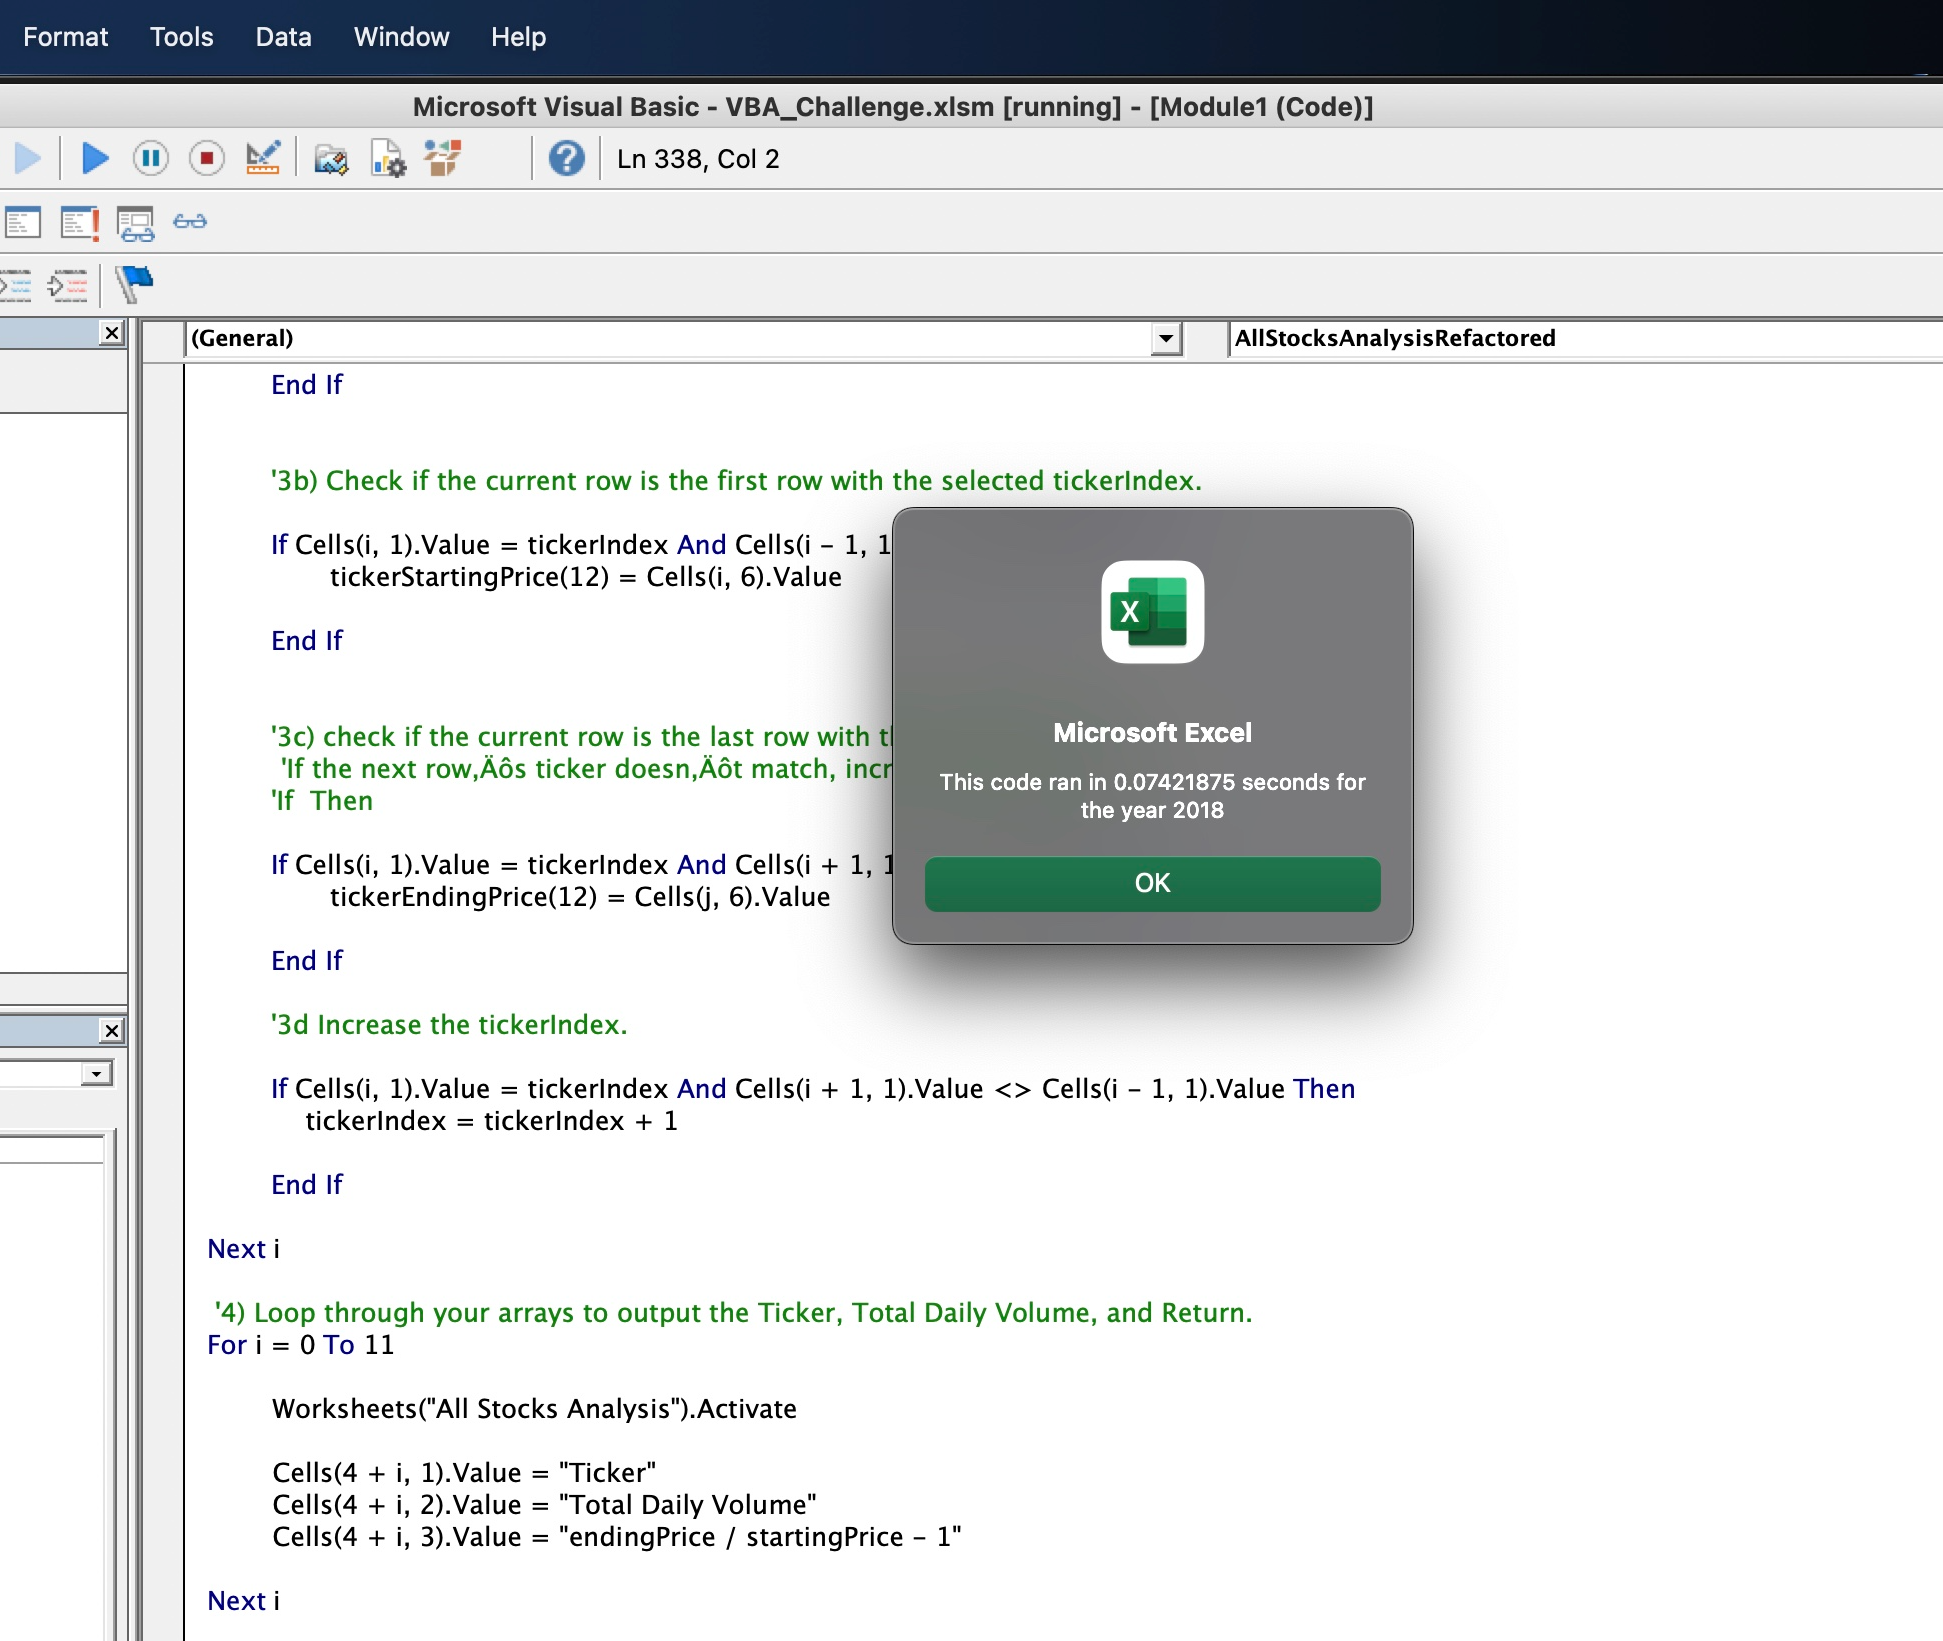 Format Tools Data Window Help
Microsoft Visual Basic - VBA_Challenge.xlsm [running] - [Module1 (Code)]
Ln 338, Col 2
(General) AllStocksAnalysisRefactored
End If
'3b) Check if the current row is the first row with the selected tickerIndex.
If Cells(i, 1).Value = tickerIndex And Cells(i - 1, 1
tickerStartingPrice(12) = Cells(i, 6).Value
End If
'3c) check if the current row is the last row with
'If the next row‚Äôs ticker doesn‚Äôt match, incr
'If  Then
If Cells(i, 1).Value = tickerIndex And Cells(i + 1, 1
tickerEndingPrice(12) = Cells(j, 6).Value
End If
'3d Increase the tickerIndex.
If Cells(i, 1).Value = tickerIndex And Cells(i + 1, 1).Value <> Cells(i - 1, 1).Value Then
tickerIndex = tickerIndex + 1
End If
Next i
'4) Loop through your arrays to output the Ticker, Total Daily Volume, and Return.
For i = 0 To 11
Worksheets("All Stocks Analysis").Activate
Cells(4 + i, 1).Value = "Ticker"
Cells(4 + i, 2).Value = "Total Daily Volume"
Cells(4 + i, 3).Value = "endingPrice / startingPrice - 1"
Next i
X
Microsoft Excel
This code ran in 0.07421875 seconds for
the year 2018
OK